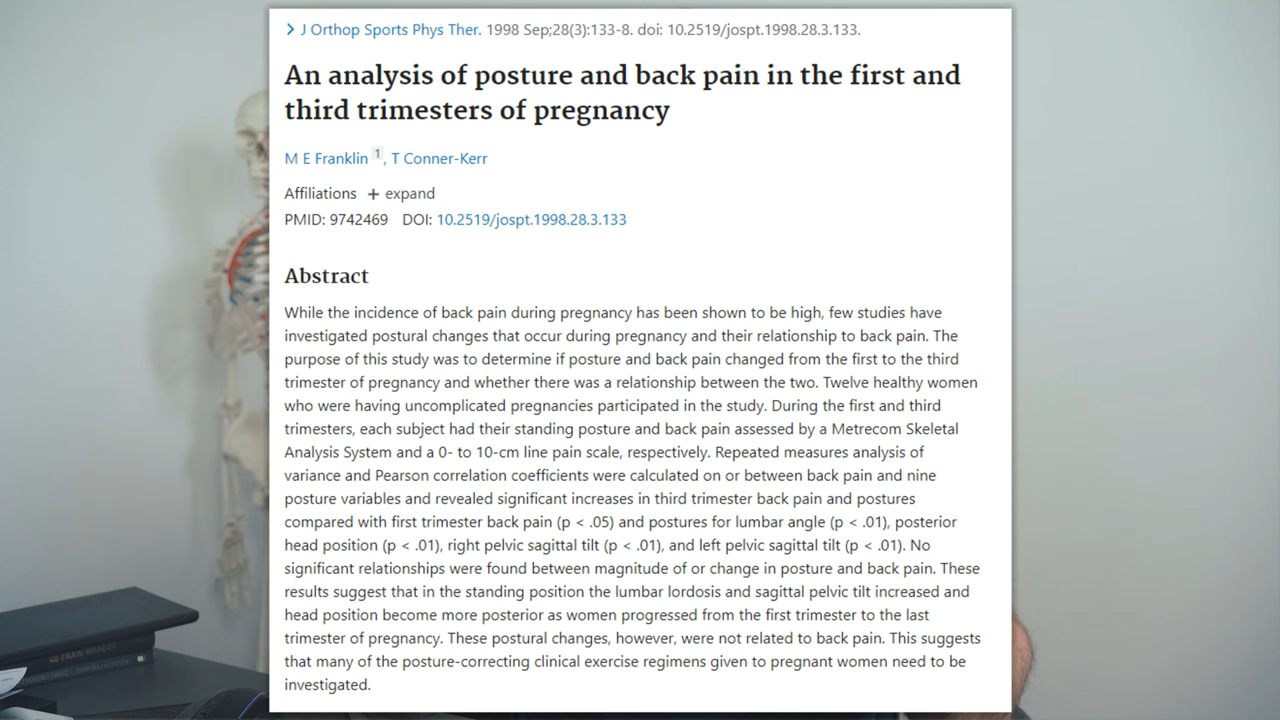 J Orthop Sports Phys Ther. 1998 Sep;28(3):133-8. doi: 10.2519/jospt.1998.28.3.133.
An analysis of posture and back pain in the first and
third trimesters of pregnancy
M E Franklin 1, T Conner-Kerr
Affiliations + expand
PMID: 9742469 DOI: 10.2519/jospt.1998.28.3.133
Abstract
While the incidence of back pain during pregnancy has been shown to be high, few studies have
investigated postural changes that occur during pregnancy and their relationship to back pain. The
purpose of this study was to determine if posture and back pain changed from the first to the third
trimester of pregnancy and whether there was a relationship between the two. Twelve healthy women
who were having uncomplicated pregnancies participated in the study. During the first and third
trimesters, each subject had their standing posture and back pain assessed by a Metrecom Skeletal
Analysis System and a 0- to 10-cm line pain scale, respectively. Repeated measures analysis of
variance and Pearson correlation coefficients were calculated on or between back pain and nine
posture variables and revealed significant increases in third trimester back pain and postures
compared with first trimester back pain (p < .05) and postures for lumbar angle (p < .01), posterior
head position (p < .01), right pelvic sagittal tilt (p < .01), and left pelvic sagittal tilt (p < .01). No
significant relationships were found between magnitude of or change in posture and back pain. These
results suggest that in the standing position the lumbar lordosis and sagittal pelvic tilt increased and
head position become more posterior as women progressed from the first trimester to the last
trimester of pregnancy. These postural changes, however, were not related to back pain. This suggests
that many of the posture-correcting clinical exercise regimens given to pregnant women need to be
investigated.